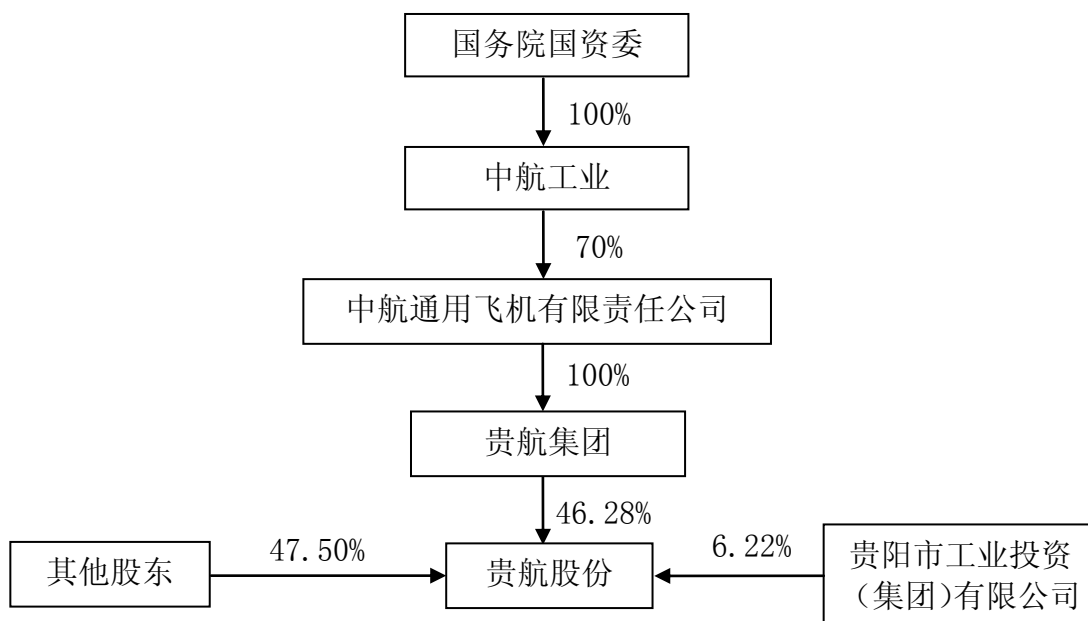 国务院国资委
100%
中航工业
70%
中航通用飞机有限责任公司
100%
贵航集团
46.28%
其他股东
47.50%
贵航股份
6.22%
贵阳市工业投资
（集团)有限公司